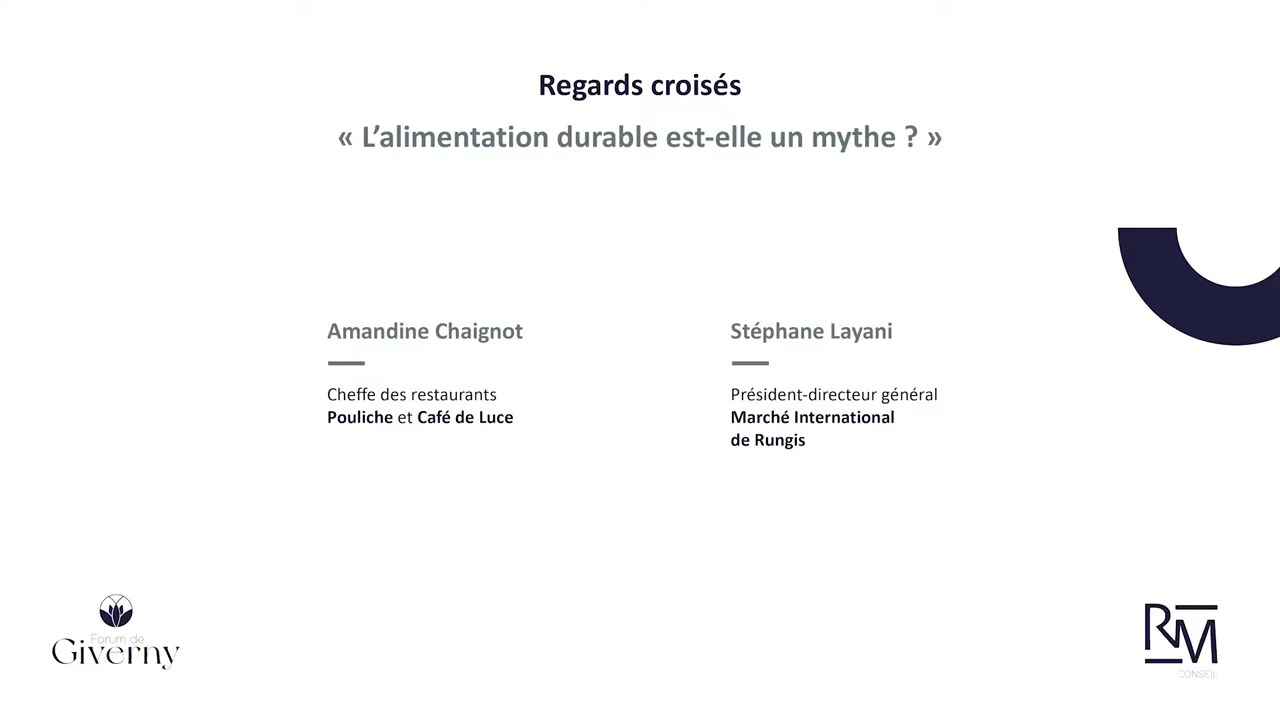 Regards croisés
« L’alimentation durable est-elle un mythe ? »
Amandine Chaignot
Cheffe des restaurants
Pouliche et Café de Luce
Stéphane Layani
Président-directeur général
Marché International
de Rungis
Forum de
Giverny
RM
CONSEIL